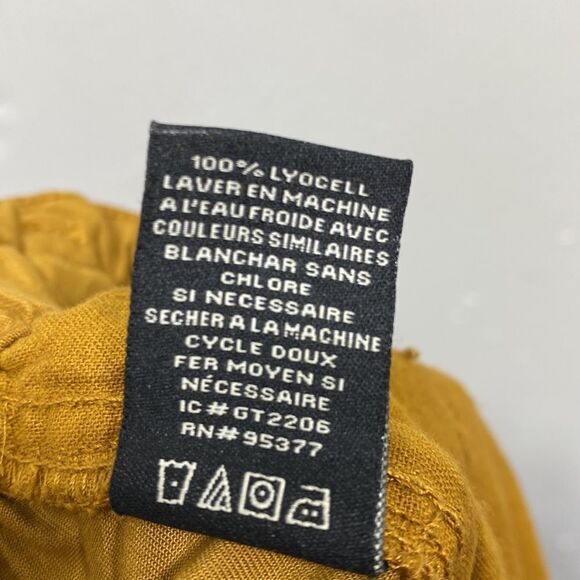 100% LYOCELL
LAVER EN MACHINE
A L'EAU FROIDE AVEC
COULEURS SIMILAIRES
BLANCHAR SANS
CHLORE
SI NECESSAIRE
SECHER A LA MACHINE
CYCLE DOUX
FER MOYEN SI
NÉCESSAIRE
IC # GT2206
RN# 95377